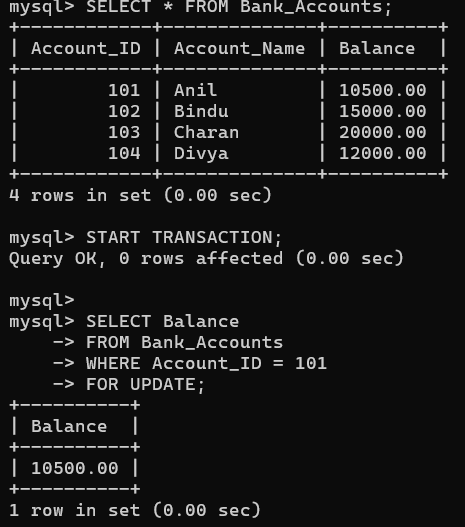 mysql> SELECT * FROM Bank_Accounts;
+------------+--------------+----------+
| Account_ID | Account_Name | Balance  |
+------------+--------------+----------+
|        101 | Anil         | 10500.00 |
|        102 | Bindu        | 15000.00 |
|        103 | Charan       | 20000.00 |
|        104 | Divya        | 12000.00 |
+------------+--------------+----------+
4 rows in set (0.00 sec)

mysql> START TRANSACTION;
Query OK, 0 rows affected (0.00 sec)

mysql>
mysql> SELECT Balance
    -> FROM Bank_Accounts
    -> WHERE Account_ID = 101
    -> FOR UPDATE;
+----------+
| Balance  |
+----------+
| 10500.00 |
+----------+
1 row in set (0.00 sec)